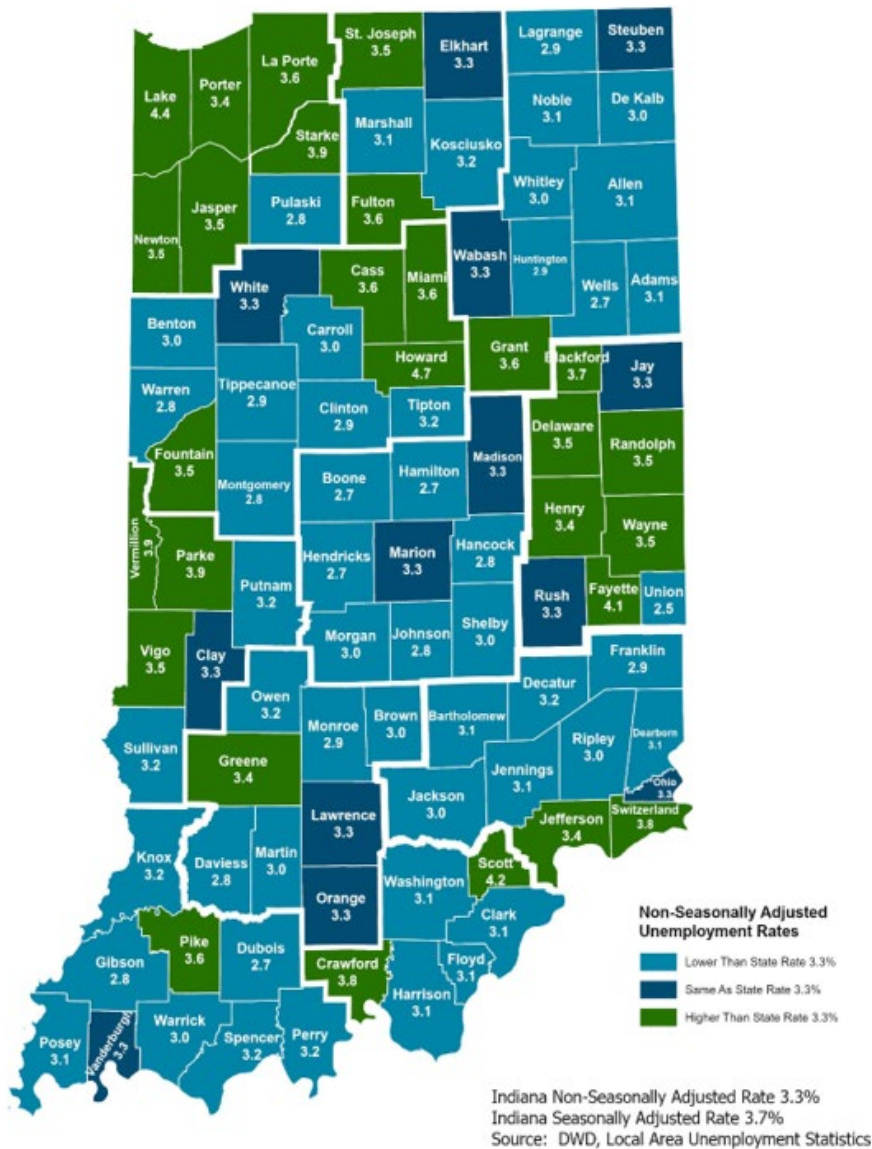 St. Joseph
3.5
Elkhart
3.3
Lagrange
2.9
Steuben
3.3
La Porte
3.6
Porter
3.4
Lake
4.4
Noble
3.1
De Kalb
3.0
Starke
3.9
Marshall
3.1
Kosciusko
3.2
Whitley
3.0
Allen
3.1
Newton
3.5
Jasper
3.5
Pulaski
2.8
Fulton
3.6
Wabash
3.3
Huntington
2.9
Wells
2.7
Adams
3.1
White
3.3
Cass
3.6
Miami
3.6
Benton
3.0
Carroll
3.0
Howard
4.7
Grant
3.6
Blackford
3.7
Jay
3.3
Warren
2.8
Tippecanoe
2.9
Clinton
2.9
Tipton
3.2
Madison
3.3
Delaware
3.5
Randolph
3.5
Fountain
3.5
Montgomery
2.8
Boone
2.7
Hamilton
2.7
Henry
3.4
Wayne
3.5
Vermillion
3.9
Parke
3.9
Putnam
3.2
Hendricks
2.7
Marion
3.3
Hancock
2.8
Rush
3.3
Fayette
4.1
Union
2.5
Vigo
3.5
Clay
3.3
Morgan
3.0
Johnson
2.8
Shelby
3.0
Franklin
2.9
Owen
3.2
Monroe
2.9
Brown
3.0
Bartholomew
3.1
Decatur
3.2
Sullivan
3.2
Greene
3.4
Jennings
3.1
Ripley
3.0
Dearborn
3.1
Ohio
3.3
Lawrence
3.3
Jackson
3.0
Jefferson
3.4
Switzerland
3.8
Knox
3.2
Daviess
2.8
Martin
3.0
Orange
3.3
Washington
3.1
Scott
4.2
Clark
3.1
Gibson
2.8
Pike
3.6
Dubois
2.7
Crawford
3.8
Harrison
3.1
Floyd
3.1
Posey
3.1
Vanderburgh
3.3
Warrick
3.0
Spencer
3.2
Perry
3.2
Non-Seasonally Adjusted
Unemployment Rates
Lower Than State Rate 3.3%
Same As State Rate 3.3%
Higher Than State Rate 3.3%
Indiana Non-Seasonally Adjusted Rate 3.3%
Indiana Seasonally Adjusted Rate 3.7%
Source: DWD, Local Area Unemployment Statistics